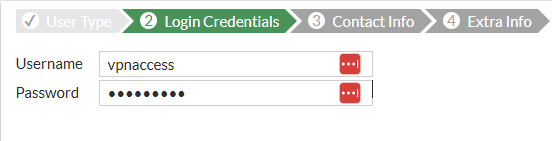 User Type 2 Login Credentials 3 Contact Info 4 Extra Info
Username vpnaccess
Password •••••••••